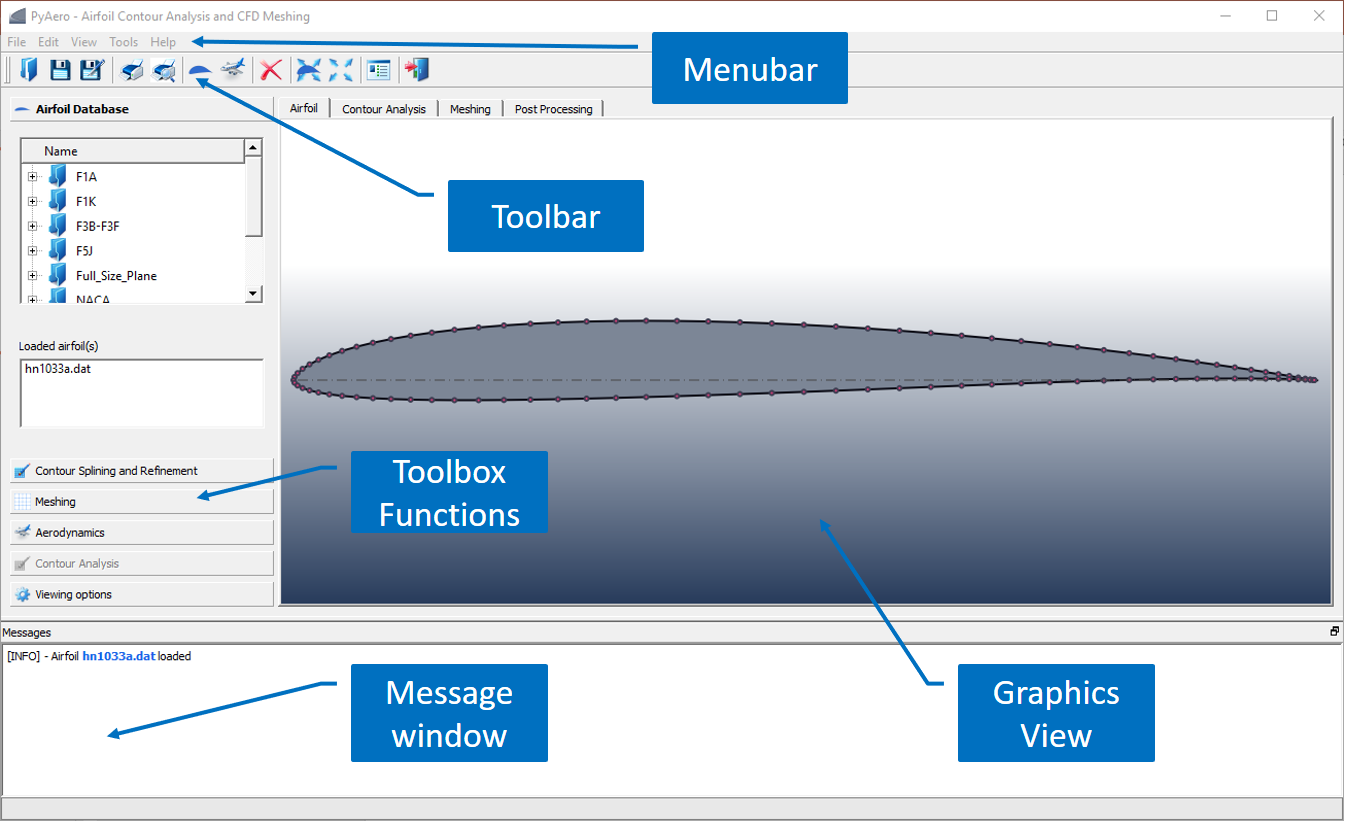 PyAero - Airfoil Contour Analysis and CFD Meshing
File Edit View Tools Help
Menubar
Airfoil Database
Airfoil Contour Analysis Meshing Post Processing
Name
F1A
F1K
F3B-F3F
F5J
Full_Size_Plane
NACA
Toolbar
Loaded airfoil(s)
hn1033a.dat
Contour Splining and Refinement
Meshing
Aerodynamics
Contour Analysis
Viewing options
Toolbox
Functions
Messages
[INFO] - Airfoil hn1033a.dat loaded
Message
window
Graphics
View